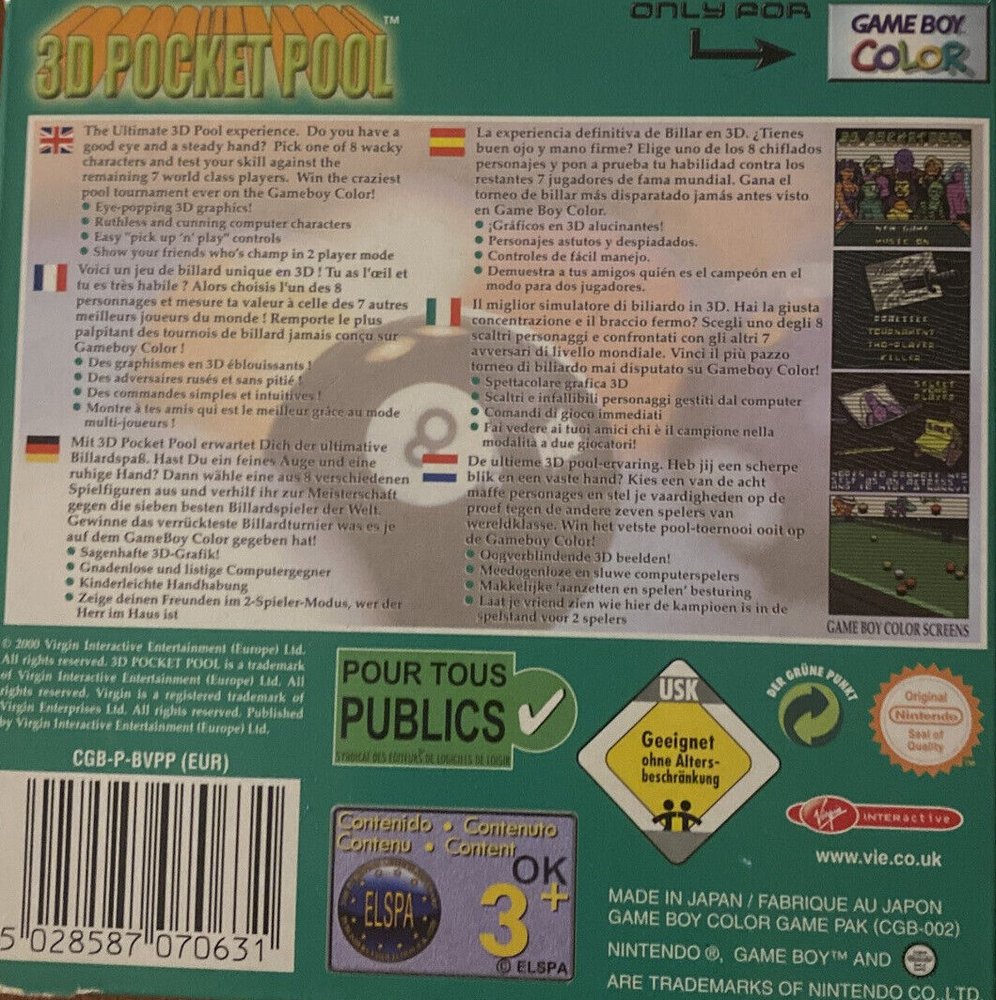 3D POCKET POOL™
ONLY FOR
GAME BOY
COLOR
The Ultimate 3D Pool experience. Do you have a
good eye and a steady hand? Pick one of 8 wacky
characters and test your skill against the
remaining 7 world class players. Win the craziest
pool tournament ever on the Gameboy Color!
• Eye-popping 3D graphics!
• Ruthless and cunning computer characters
• Easy "pick up 'n' play" controls
• Show your friends who's champ in 2 player mode
Voici un jeu de billard unique en 3D ! Tu as l'œil et
tu es très habile ? Alors choisis l'un des 8
personnages et mesure ta valeur à celle des 7 autres
meilleurs joueurs du monde ! Remporte le plus
palpitant des tournois de billard jamais conçu sur
Gameboy Color !
• Des graphismes en 3D éblouissants !
• Des adversaires rusés et sans pitié !
• Des commandes simples et intuitives !
• Montre à tes amis qui est le meilleur grâce au mode
multi-joueurs !
Mit 3D Pocket Pool erwartet Dich der ultimative
Billardspaß. Hast Du ein feines Auge und eine
ruhige Hand? Dann wähle eine aus 8 verschiedenen
Spielfiguren aus und verhilf ihr zur Meisterschaft
gegen die sieben besten Billardspieler der Welt.
Gewinne das verrückteste Billardturnier was es je
auf dem GameBoy Color gegeben hat!
• Sagenhafte 3D-Grafik!
• Gnadenlose und listige Computergegner
• Kinderleichte Handhabung
• Zeige deinen Freunden im 2-Spieler-Modus, wer der
Herr im Haus ist
La experiencia definitiva de Billar en 3D. ¿Tienes
buen ojo y mano firme? Elige uno de los 8 chiflados
personajes y pon a prueba tu habilidad contra los
restantes 7 jugadores de fama mundial. Gana el
torneo de billar más disparatado jamás antes visto
en Game Boy Color.
• ¡Gráficos en 3D alucinantes!
• Personajes astutos y despiadados.
• Controles de fácil manejo.
• Demuestra a tus amigos quién es el campeón en el
modo para dos jugadores.
Il miglior simulatore di biliardo in 3D. Hai la giusta
concentrazione e il braccio fermo? Scegli uno degli 8
scaltri personaggi e confrontati con gli altri 7
avversari di livello mondiale. Vinci il più pazzo
torneo di biliardo mai disputato su Gameboy Color!
• Spettacolare grafica 3D
• Scaltri e infallibili personaggi gestiti dal computer
• Comandi di gioco immediati
• Fai vedere ai tuoi amici chi è il campione nella
modalità a due giocatori!
De ultieme 3D pool-ervaring. Heb jij een scherpe
blik en een vaste hand? Kies een van de acht
maffe personages en stel je vaardigheden op de
proef tegen de andere zeven spelers van
wereldklasse. Win het vetste pool-toernooi ooit op
de Gameboy Color!
• Oogverblindende 3D beelden!
• Meedogenloze en sluwe computerspelers
• Makkelijke 'aanzetten en spelen' besturing
• Laat je vriend zien wie hier de kampioen is in de
spelstand voor 2 spelers
8
3D POCKET POOL
NEW GAME
MUSIC ON
PRACTISE
TOURNAMENT
TWO-PLAYER
KILLER
SELECT
YOUR
PLAYER
GAME BOY COLOR SCREENS
© 2000 Virgin Interactive Entertainment (Europe) Ltd.
All rights reserved. 3D POCKET POOL is a trademark
of Virgin Interactive Entertainment (Europe) Ltd. All
rights reserved. Virgin is a registered trademark of
Virgin Enterprises Ltd. All rights reserved. Published
by Virgin Interactive Entertainment (Europe) Ltd.
CGB-P-BVPP (EUR)
5 028587 070631
POUR TOUS
PUBLICS
SYNDICAT DES EDITEURS DE LOGICIELS DE LOISIR
Contenido • Contenuto
Contenu • Content
OK
ELSPA
3+
© ELSPA
USK
Geeignet
ohne Alters-
beschränkung
DER GRÜNE PUNKT
Original
Nintendo
Seal of
Quality
™
Virgin INTERACTIVE
www.vie.co.uk
MADE IN JAPAN / FABRIQUE AU JAPON
GAME BOY COLOR GAME PAK (CGB-002)
NINTENDO ®, GAME BOY™ AND
ARE TRADEMARKS OF NINTENDO CO. LTD.